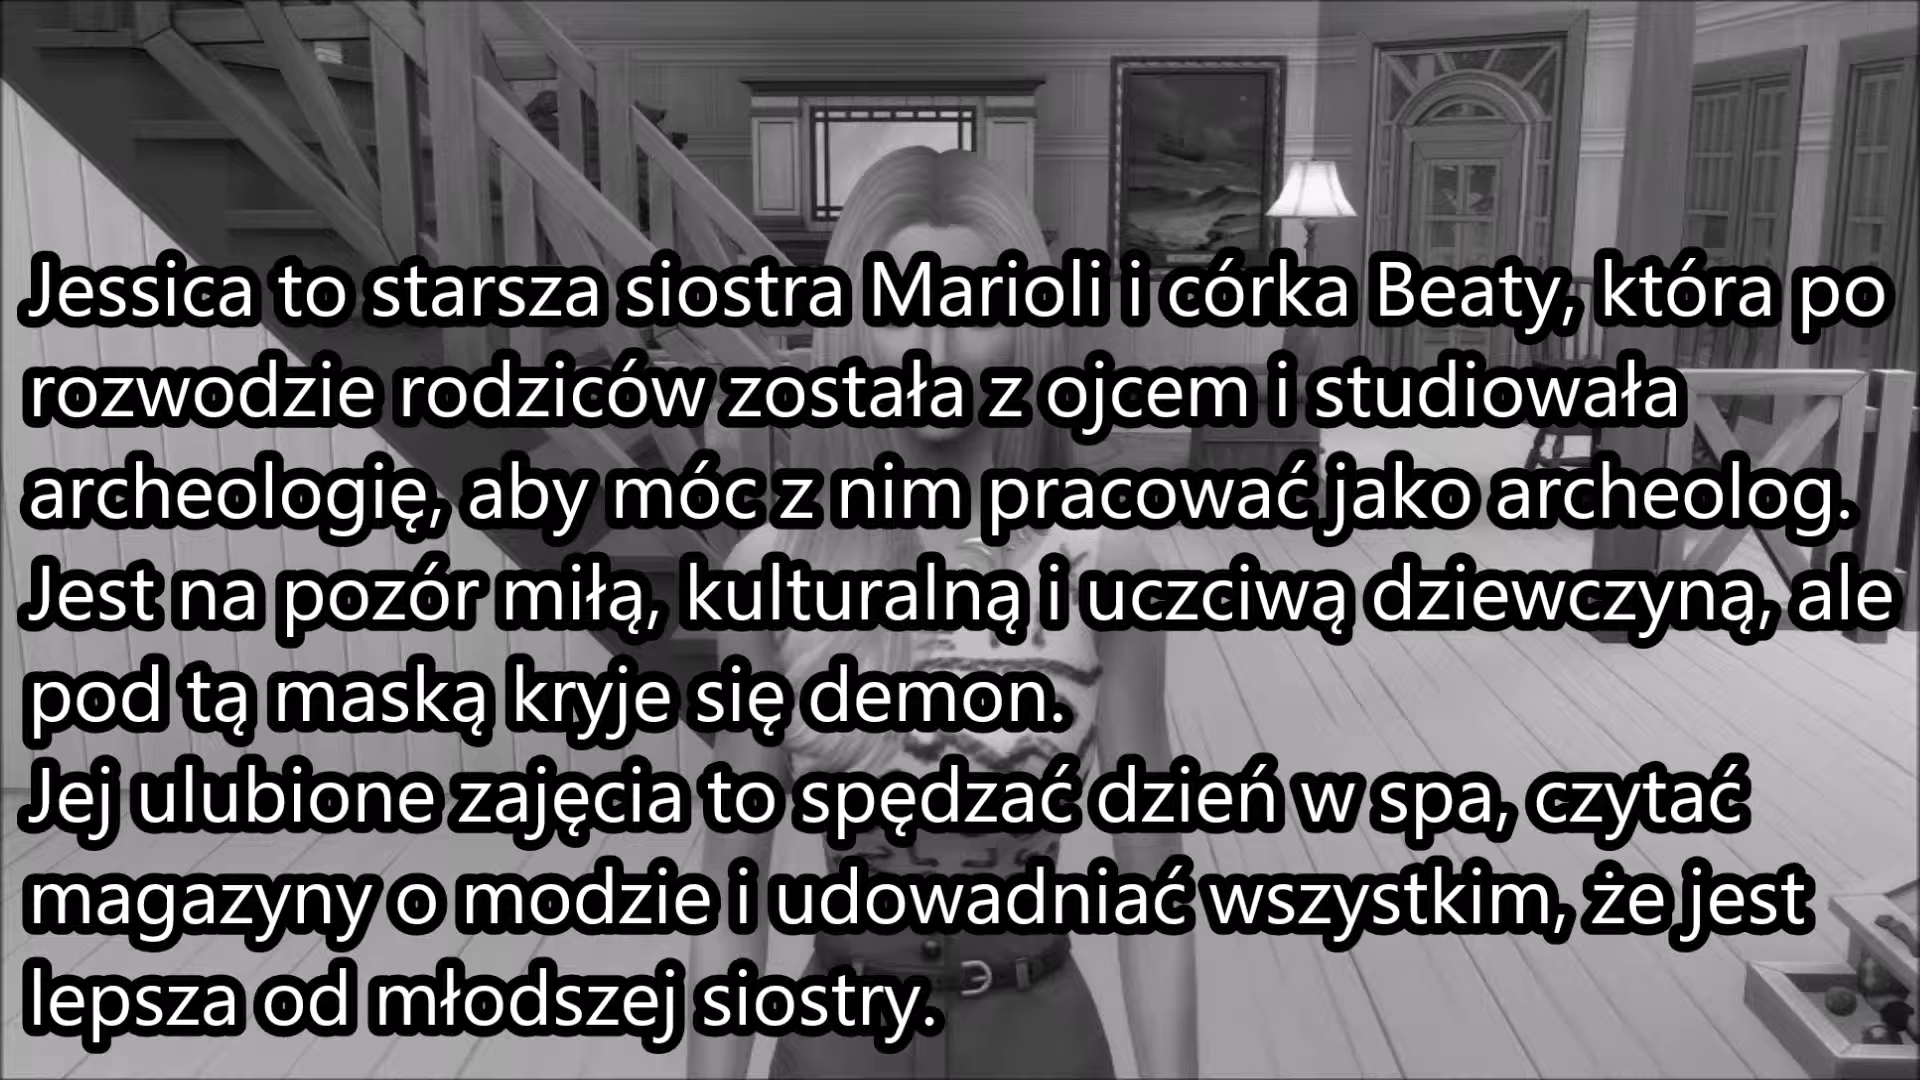 Jessica to starsza siostra Marioli i córka Beaty, która po
rozwodzie rodziców została z ojcem i studiowała
archeologię, aby móc z nim pracować jako archeolog.
Jest na pozór miłą, kulturalną i uczciwą dziewczyną, ale
pod tą maską kryje się demon.
Jej ulubione zajęcia to spędzać dzień w spa, czytać
magazyny o modzie i udowadniać wszystkim, że jest
lepsza od młodszej siostry.